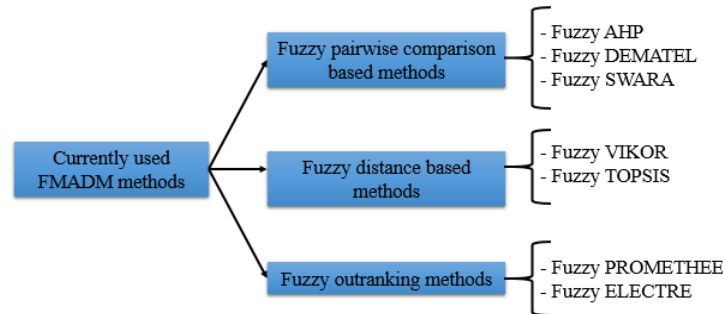 Currently used
FMADM methods
Fuzzy pairwise comparison
based methods
- Fuzzy AHP
- Fuzzy DEMATEL
- Fuzzy SWARA
Fuzzy distance based
methods
- Fuzzy VIKOR
- Fuzzy TOPSIS
Fuzzy outranking methods
- Fuzzy PROMETHEE
- Fuzzy ELECTRE